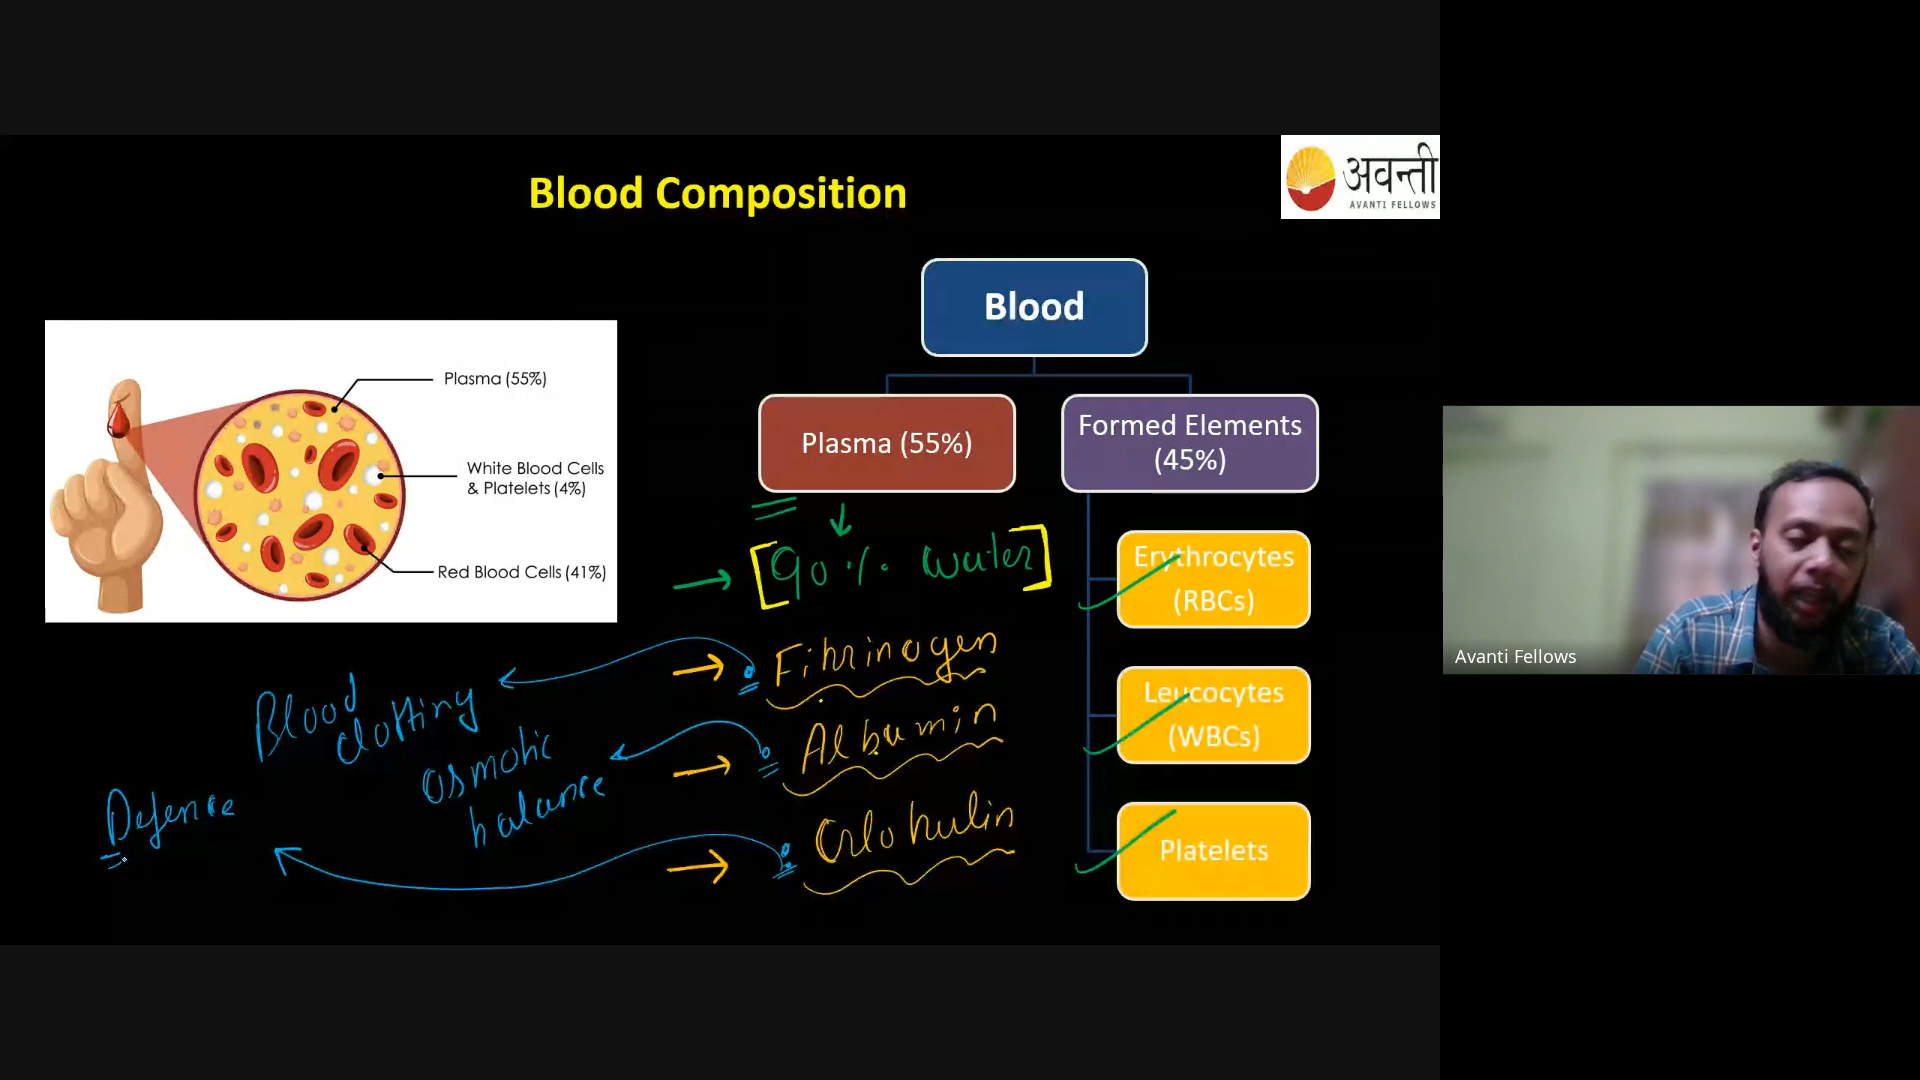 Blood Composition
अवन्ती
AVANTI FELLOWS
Blood
Plasma (55%)
Formed Elements
(45%)
Plasma (55%)
White Blood Cells
& Platelets (4%)
Red Blood Cells (41%)
90% water
Erythrocytes
(RBCs)
Fibrinogen
Blood
clotting
Leucocytes
(WBCs)
Albumin
osmotic
balance
Defence
Globulin
Platelets
Avanti Fellows